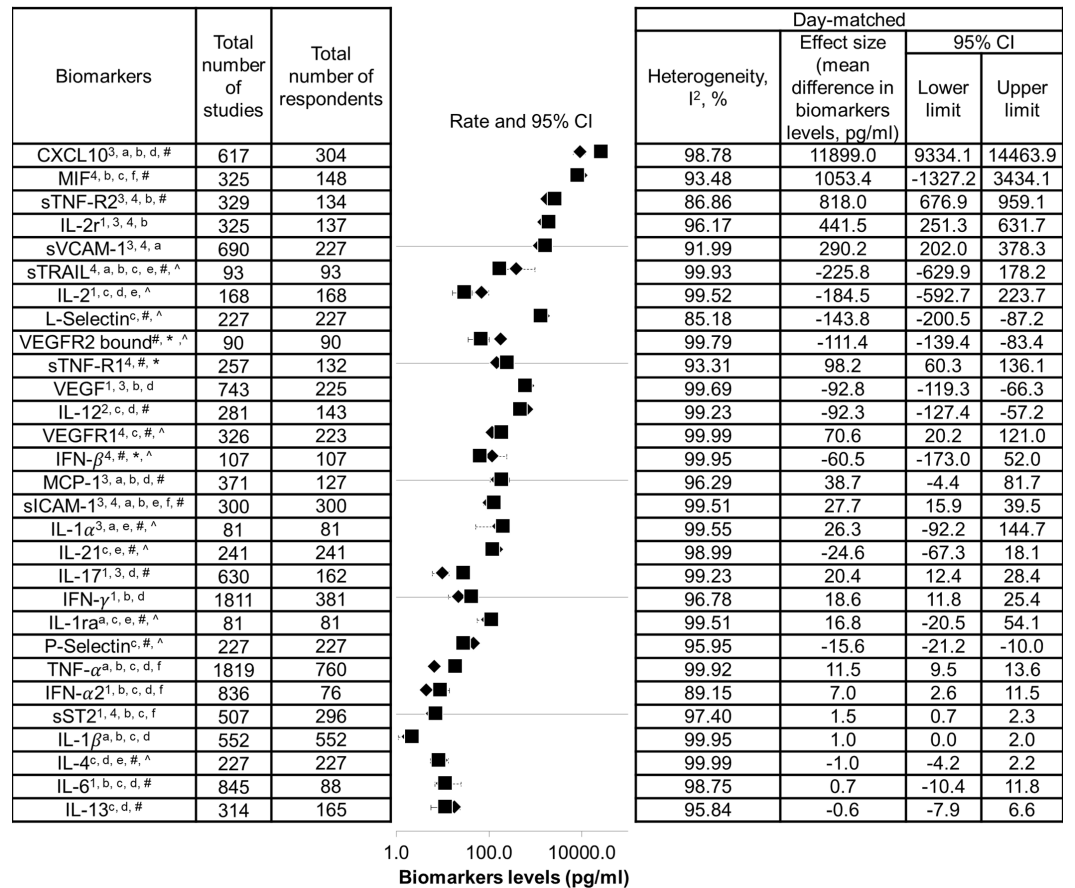 Day-matched
Biomarkers Total number of studies Total number of respondents Rate and 95% CI Heterogeneity, I², % Effect size (mean difference in biomarkers levels, pg/ml) 95% CI Lower limit Upper limit
CXCL10³, a, b, d, # 617 304 98.78 11899.0 9334.1 14463.9
MIF⁴, b, c, f, # 325 148 93.48 1053.4 -1327.2 3434.1
sTNF-R2³, 4, b, # 329 134 86.86 818.0 676.9 959.1
IL-2r¹, 3, 4, b 325 137 96.17 441.5 251.3 631.7
sVCAM-1³, 4, a 690 227 91.99 290.2 202.0 378.3
sTRAIL⁴, a, b, c, e, #, ^ 93 93 99.93 -225.8 -629.9 178.2
IL-2¹, c, d, e, ^ 168 168 99.52 -184.5 -592.7 223.7
L-Selectin c, #, ^ 227 227 85.18 -143.8 -200.5 -87.2
VEGFR2 bound #, * ,^ 90 90 99.79 -111.4 -139.4 -83.4
sTNF-R1⁴, #, * 257 132 93.31 98.2 60.3 136.1
VEGF¹, 3, b, d 743 225 99.69 -92.8 -119.3 -66.3
IL-12², c, d, # 281 143 99.23 -92.3 -127.4 -57.2
VEGFR1⁴, c, #, ^ 326 223 99.99 70.6 20.2 121.0
IFN-β⁴, #, *, ^ 107 107 99.95 -60.5 -173.0 52.0
MCP-1³, a, b, d, # 371 127 96.29 38.7 -4.4 81.7
sICAM-1³, 4, a, b, e, f, # 300 300 99.51 27.7 15.9 39.5
IL-1α³, a, e, #, ^ 81 81 99.55 26.3 -92.2 144.7
IL-21 c, e, #, ^ 241 241 98.99 -24.6 -67.3 18.1
IL-17¹, 3, d, # 630 162 99.23 20.4 12.4 28.4
IFN-γ¹, b, d 1811 381 96.78 18.6 11.8 25.4
IL-1ra a, c, e, #, ^ 81 81 99.51 16.8 -20.5 54.1
P-Selectin c, #, ^ 227 227 95.95 -15.6 -21.2 -10.0
TNF-α a, b, c, d, f 1819 760 99.92 11.5 9.5 13.6
IFN-α2¹, b, c, d, f 836 76 89.15 7.0 2.6 11.5
sST2¹, 4, b, c, f 507 296 97.40 1.5 0.7 2.3
IL-1β a, b, c, d 552 552 99.95 1.0 0.0 2.0
IL-4 c, d, e, #, ^ 227 227 99.99 -1.0 -4.2 2.2
IL-6¹, b, c, d, # 845 88 98.75 0.7 -10.4 11.8
IL-13 c, d, # 314 165 95.84 -0.6 -7.9 6.6
1.0 100.0 10000.0
Biomarkers levels (pg/ml)